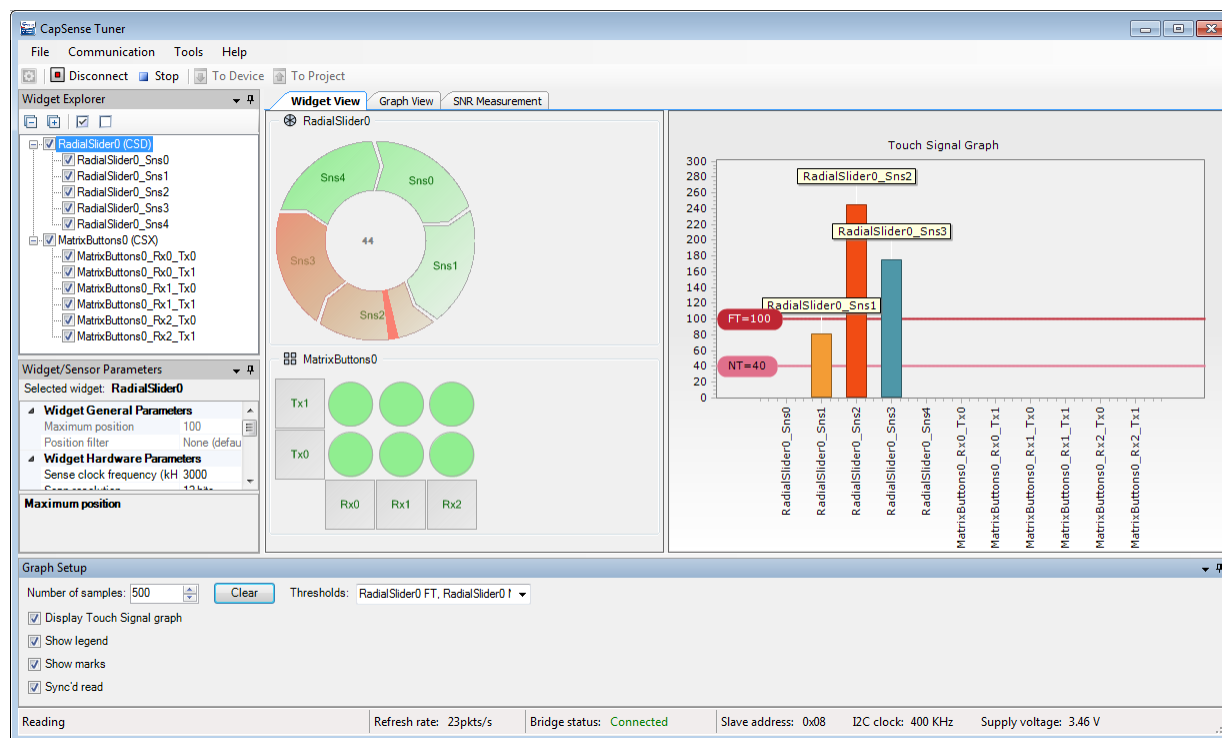 CapSense Tuner
File Communication Tools Help
Disconnect Stop To Device To Project
Widget Explorer
RadialSlider0 (CSD)
RadialSlider0_Sns0
RadialSlider0_Sns1
RadialSlider0_Sns2
RadialSlider0_Sns3
RadialSlider0_Sns4
MatrixButtons0 (CSX)
MatrixButtons0_Rx0_Tx0
MatrixButtons0_Rx0_Tx1
MatrixButtons0_Rx1_Tx0
MatrixButtons0_Rx1_Tx1
MatrixButtons0_Rx2_Tx0
MatrixButtons0_Rx2_Tx1
Widget/Sensor Parameters
Selected widget: RadialSlider0
Widget General Parameters
Maximum position 100
Position filter None (defau
Widget Hardware Parameters
Sense clock frequency (kH 3000
Maximum position
Widget View Graph View SNR Measurement
RadialSlider0
Sns4 Sns0
44
Sns3 Sns1
Sns2
MatrixButtons0
Tx1
Tx0
Rx0 Rx1 Rx2
Touch Signal Graph
300
280
260
240
220
200
180
160
140
120
100
80
60
40
20
0
RadialSlider0_Sns2
RadialSlider0_Sns3
RadialSlider0_Sns1
FT=100
NT=40
RadialSlider0_Sns0
RadialSlider0_Sns1
RadialSlider0_Sns2
RadialSlider0_Sns3
RadialSlider0_Sns4
MatrixButtons0_Rx0_Tx0
MatrixButtons0_Rx0_Tx1
MatrixButtons0_Rx1_Tx0
MatrixButtons0_Rx1_Tx1
MatrixButtons0_Rx2_Tx0
MatrixButtons0_Rx2_Tx1
Graph Setup
Number of samples: 500 Clear Thresholds: RadialSlider0 FT, RadialSlider0
Display Touch Signal graph
Show legend
Show marks
Sync'd read
Reading Refresh rate: 23pkts/s Bridge status: Connected Slave address: 0x08 I2C clock: 400 KHz Supply voltage: 3.46 V